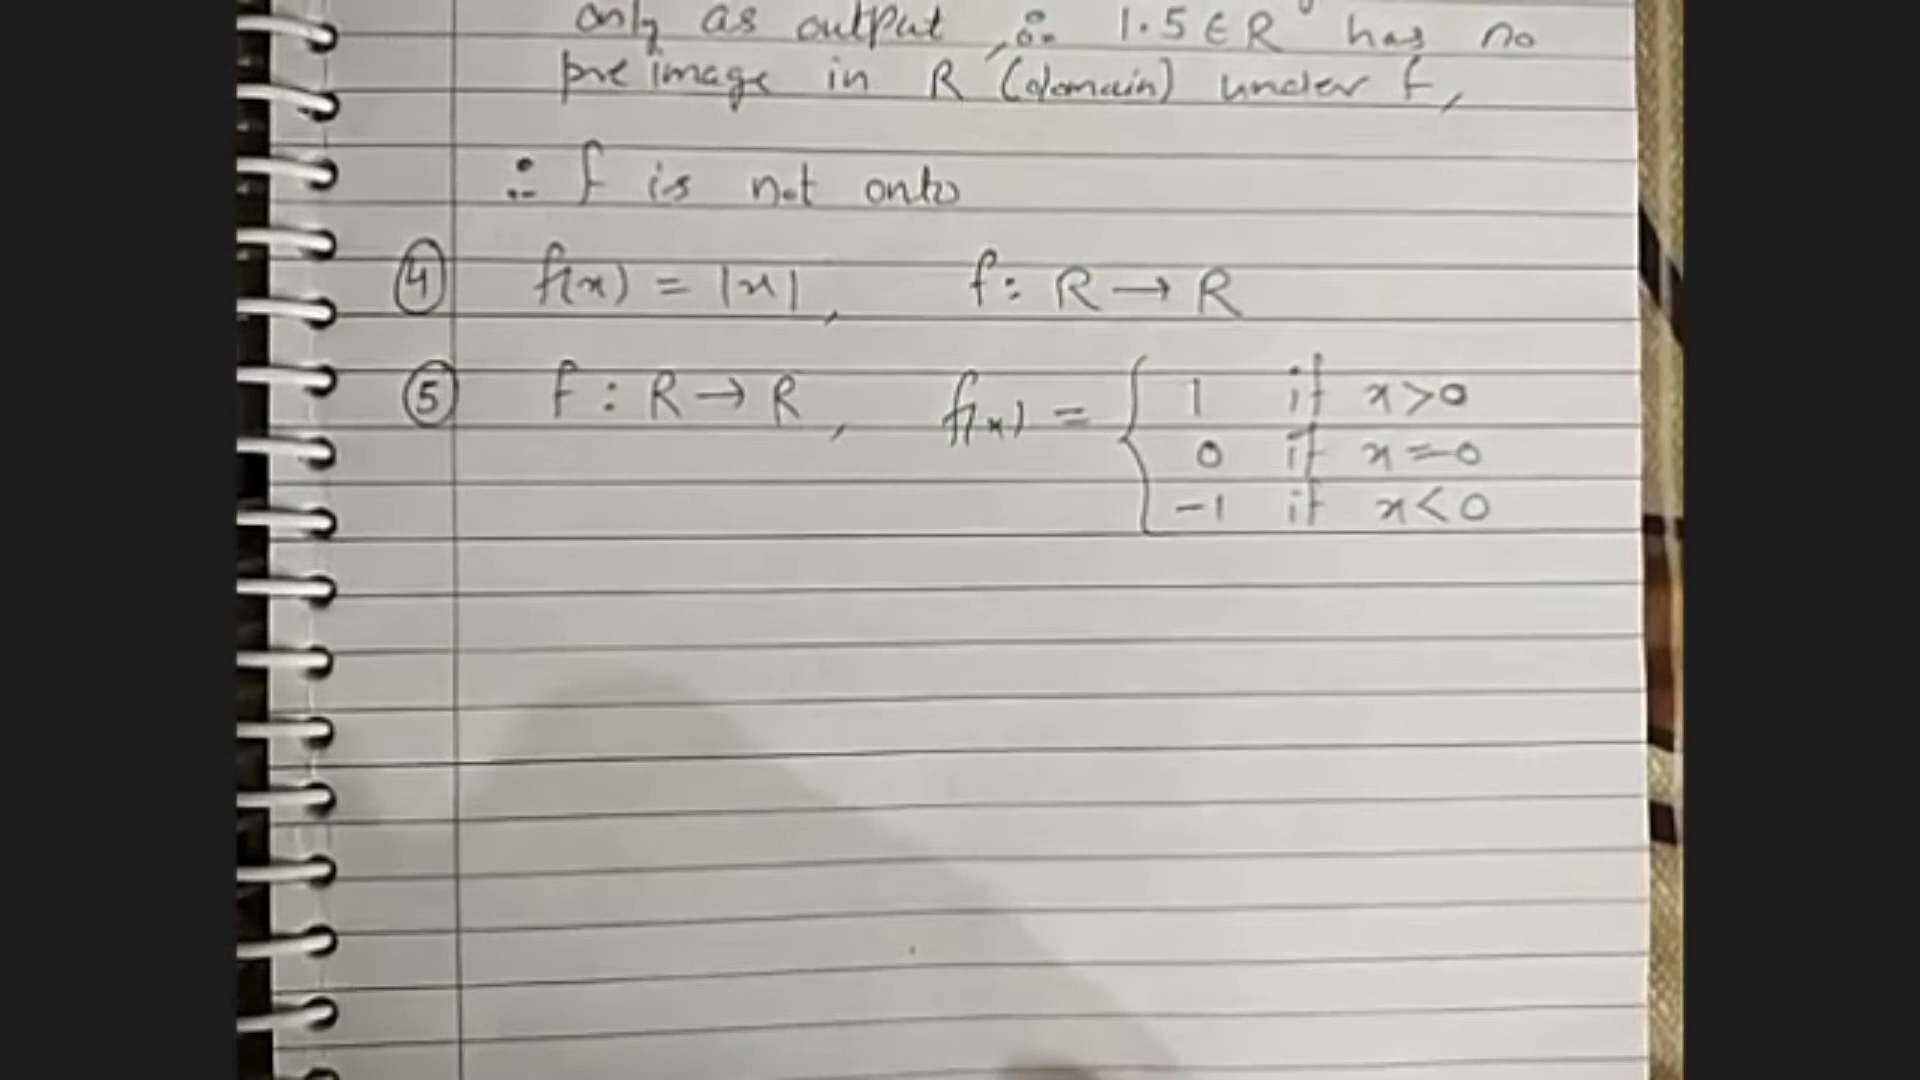 only as output, ∴ 1.5 ∈ R has no
pre image in R (domain) under f,
∴ f is not onto
④ f(x) = |x|, f : R → R
⑤ f : R → R, f(x) = { 1 if x>0
0 if x=0
-1 if x<0